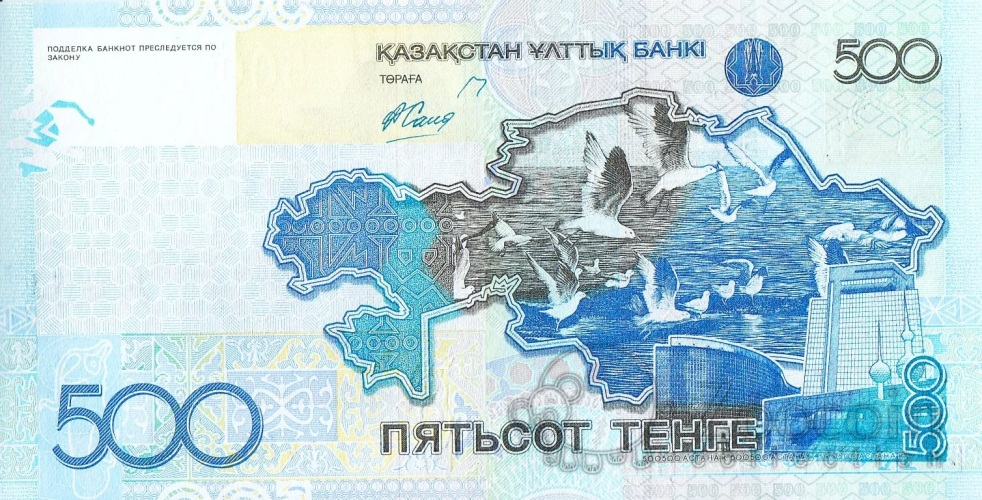 ПОДДЕЛКА БАНКНОТ ПРЕСЛЕДУЕТСЯ ПО
ЗАКОНУ
ҚАЗАҚСТАН ҰЛТТЫҚ БАНКІ
ТӨРАҒА
500
500
ПЯТЬСОТ ТЕНГЕ
500